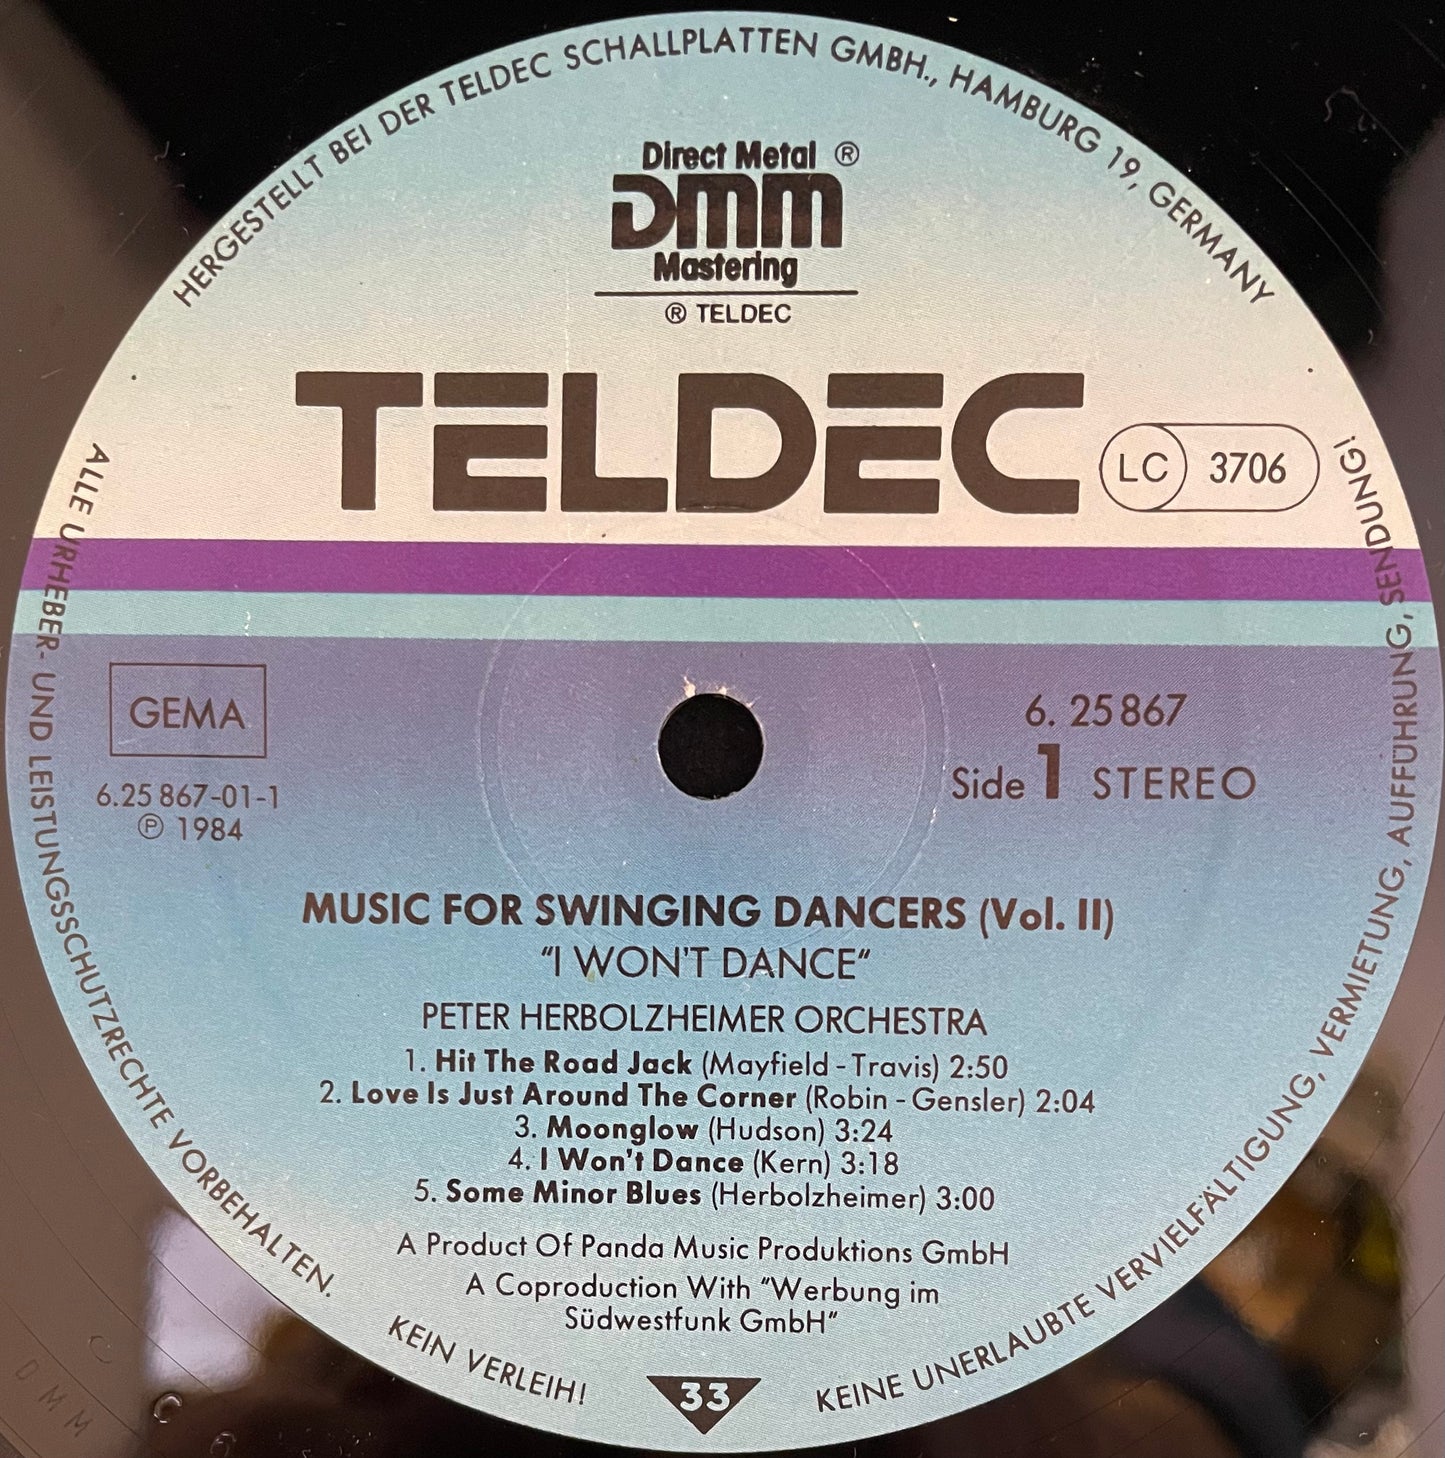 HERGESTELLT BEI DER TELDEC SCHALLPLATTEN GMBH., HAMBURG 19, GERMANY
Direct Metal ®
DMM
Mastering
® TELDEC
TELDEC
LC 3706
GEMA
6.25 867-01-1
℗ 1984
6. 25 867
Side 1 STEREO
MUSIC FOR SWINGING DANCERS (Vol. II)
"I WON'T DANCE"
PETER HERBOLZHEIMER ORCHESTRA
1. Hit The Road Jack (Mayfield - Travis) 2:50
2. Love Is Just Around The Corner (Robin - Gensler) 2:04
3. Moonglow (Hudson) 3:24
4. I Won't Dance (Kern) 3:18
5. Some Minor Blues (Herbolzheimer) 3:00
A Product Of Panda Music Produktions GmbH
A Coproduction With "Werbung im
Südwestfunk GmbH"
33
ALLE URHEBER- UND LEISTUNGSSCHUTZRECHTE VORBEHALTEN.
KEIN VERLEIH!
KEINE UNERLAUBTE VERVIELFÄLTIGUNG, VERMIETUNG, AUFFÜHRUNG, SENDUNG!
DMM